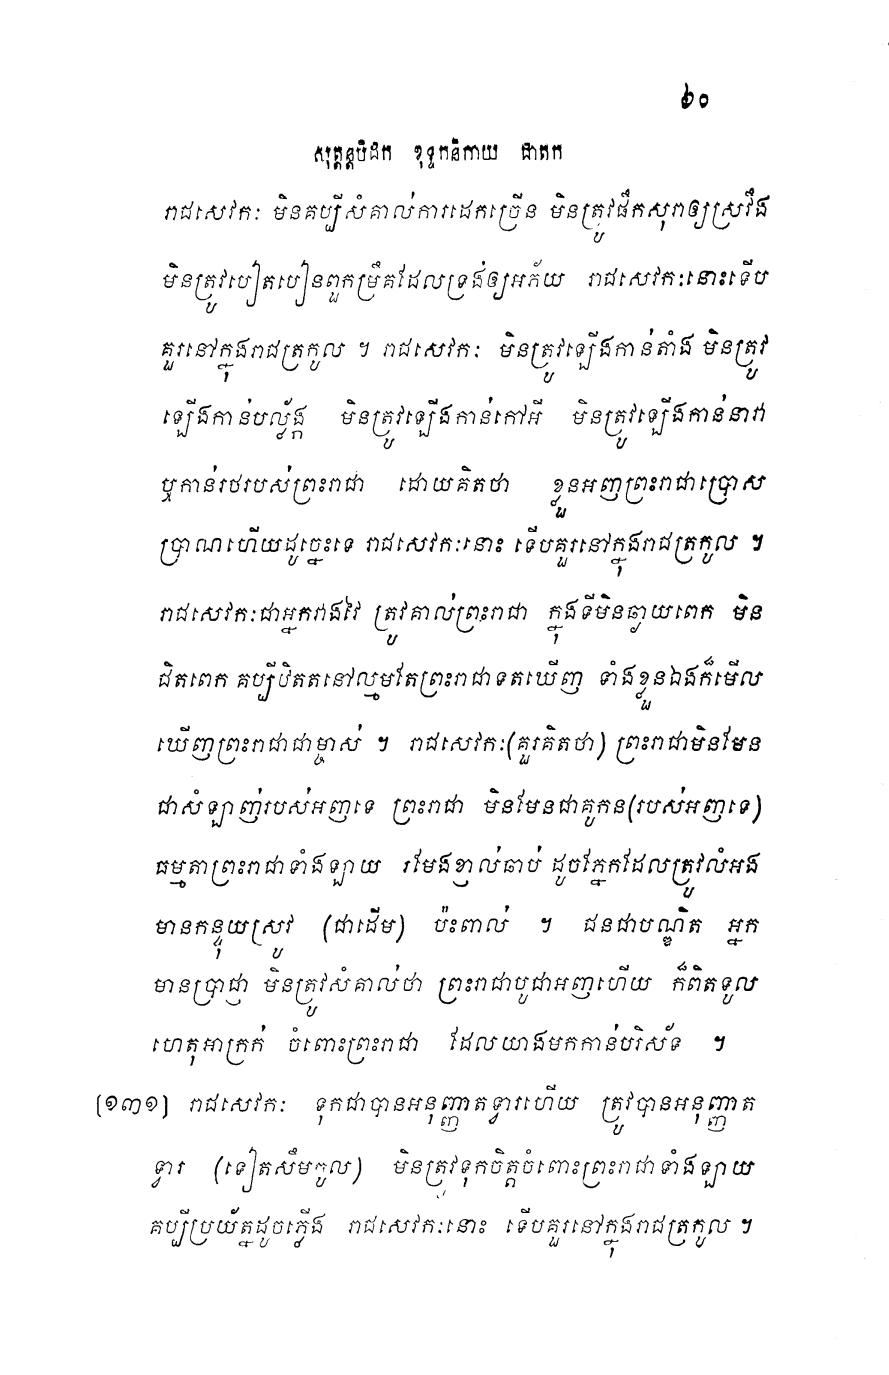 ៦០
សុត្តន្តបិដក ខុទ្ទកនិកាយ ជាតក
រាជសេវកៈ មិនគប្បីសំគាល់ការដេកច្រើន មិនត្រូវផឹកសុរាឲ្យស្រវឹង
មិនត្រូវបៀតបៀនពួកម្រឹគដែលទ្រង់ឲ្យអភ័យ រាជសេវកៈនោះទើប
គួរនៅក្នុងរាជត្រកូល ។ រាជសេវកៈ មិនត្រូវឡើងកាន់តាំង មិនត្រូវ
ឡើងកាន់បល្ល័ង្ក មិនត្រូវឡើងកាន់កៅអី មិនត្រូវឡើងកាន់នាវា
ឬកាន់រថរបស់ព្រះរាជា ដោយគិតថា ខ្លួនអញព្រះរាជាប្រោស
ប្រាណហើយដូច្នេះទេ រាជសេវកៈនោះ ទើបគួរនៅក្នុងរាជត្រកូល ។
រាជសេវកៈជាអ្នករាងវៃ ត្រូវគាល់ព្រះរាជា ក្នុងទីមិនឆ្ងាយពេក មិន
ជិតពេក គប្បីឋិតនៅល្មមតែព្រះរាជាទតឃើញ ទាំងខ្លួនឯងក៏មើល
ឃើញព្រះរាជាជាម្ចាស់ ។ រាជសេវកៈ(គួរគិតថា) ព្រះរាជាមិនមែន
ជាសំឡាញ់របស់អញទេ ព្រះរាជា មិនមែនជាគូកន(របស់អញទេ)
ធម្មតាព្រះរាជាទាំងឡាយ រមែងខ្ញាល់ឆាប់ ដូចភ្នែកដែលត្រូវលំអង
មានកន្ទុយស្រូវ (ជាដើម) ប៉ះពាល់ ។ ជនជាបណ្ឌិត អ្នក
មានប្រាជ្ញា មិនត្រូវសំគាល់ថា ព្រះរាជាបូជាអញហើយ ក៏ពិតទូល
ហេតុអាក្រក់ ចំពោះព្រះរាជា ដែលយាងមកកាន់បរិស័ទ ។
(១៣១) រាជសេវកៈ ទុកជាបានអនុញ្ញាតទ្វារហើយ ត្រូវបានអនុញ្ញាត
ទ្វារ (ទៀតសឹមកូល) មិនត្រូវទុកចិត្តចំពោះព្រះរាជាទាំងឡាយ
គប្បីប្រយ័ត្នដូចភ្លើង រាជសេវកៈនោះ ទើបគួរនៅក្នុងរាជត្រកូល ។